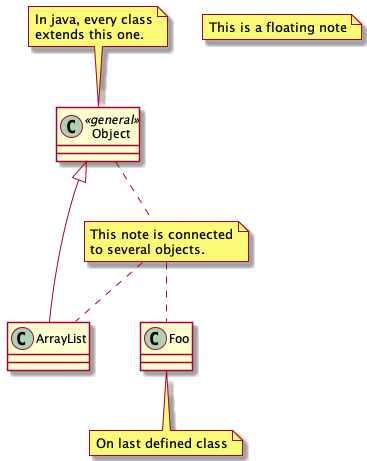 In java, every class
extends this one.
This is a floating note
C
«general»
Object
This note is connected
to several objects.
C ArrayList
C Foo
On last defined class